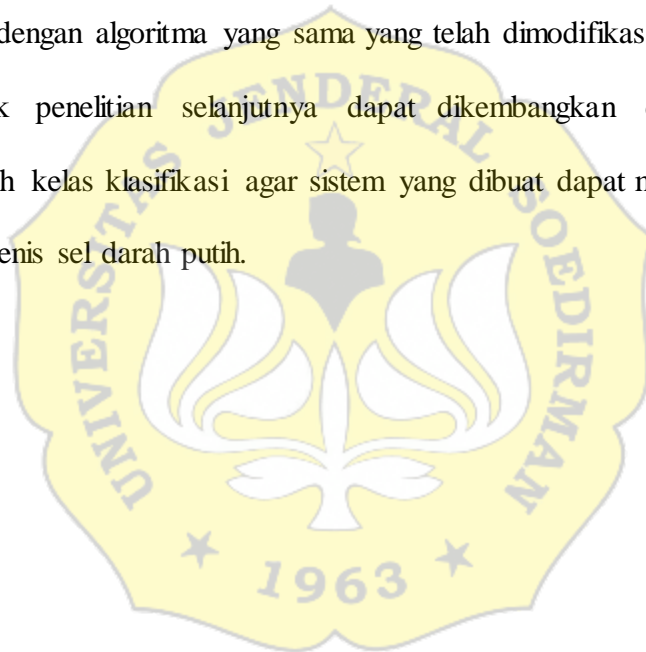 dengan algoritma yang sama yang telah dimodifikas
k penelitian selanjutnya dapat dikembangkan
h kelas klasifikasi agar sistem yang dibuat dapat
enis sel darah putih.
UNIVERSITAS JENDERAL SOEDIRMAN
1963